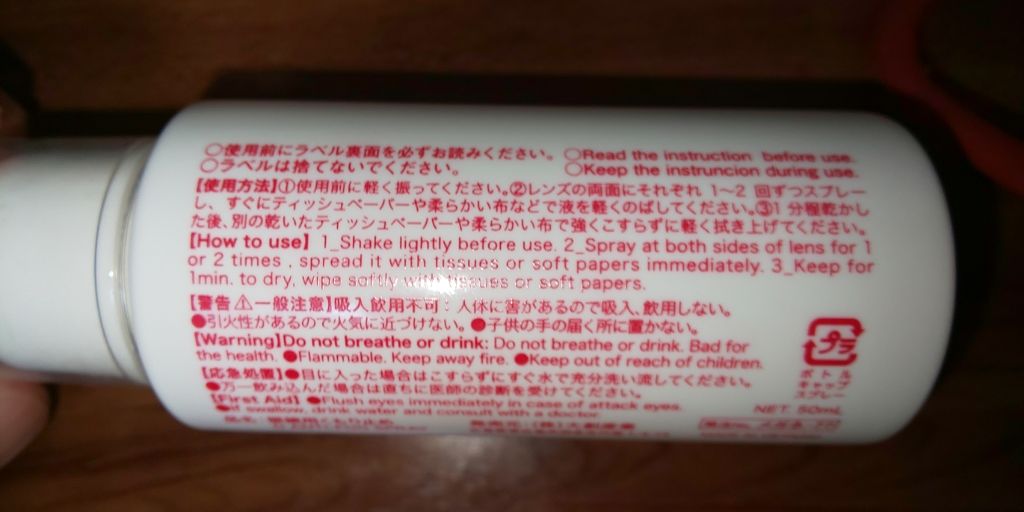 ○使用前にラベル裏面を必ずお読みください。 ○Read the instruction before use.
○ラベルは捨てないでください。 ○Keep the instruncion during use.
【使用方法】①使用前に軽く振ってください。②レンズの両面にそれぞれ 1~2 回ずつスプレー
し、すぐにティッシュペーパーや柔らかい布などで液を軽くのばしてください。③1 分程乾かし
た後、別の乾いたティッシュペーパーや柔らかい布で強くこすらずに軽く拭き上げてください。
【How to use】 1_Shake lightly before use. 2_Spray at both sides of lens for 1
or 2 times , spread it with tissues or soft papers immediately. 3_Keep for
1min. to dry, wipe softly with tissues or soft papers.
【警告⚠一般注意】吸入飲用不可：人体に害があるので吸入、飲用しない。
●引火性があるので火気に近づけない。●子供の手の届く所に置かない。
【Warning】Do not breathe or drink: Do not breathe or drink. Bad for
the health. ●Flammable. Keep away fire. ●Keep out of reach of children.
【応急処置】●目に入った場合はこすらずにすぐ水で充分洗い流してください。
●万一飲み込んだ場合は直ちに医師の診断を受けてください。
【First Aid】 ●Flush eyes immediately in case of attack eyes.
●If swallow, drink water and consult with a doctor.
プラ
ボトル
キャップ
スプレー
NET. 50mL